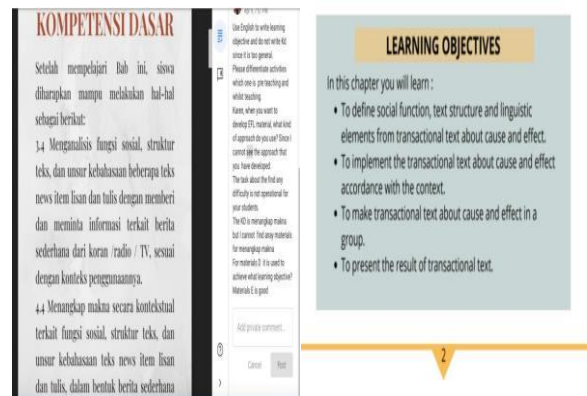 KOMPETENSI DASAR
Setelah mempelajari Bab ini, siswa
diharapkan mampu melakukan hal-hal
sebagai berikut:
3.4 Menganalisis fungsi sosial, struktur
teks, dan unsur kebahasaan beberapa teks
news item lisan dan tulis dengan memberi
dan meminta informasi terkait berita
sederhana dari koran /radio / TV, sesuai
dengan konteks penggunaannya.
4.4 Menangkap makna secara kontekstual
terkait fungsi sosial, struktur teks, dan
unsur kebahasaan teks news item lisan
dan tulis, dalam bentuk berita sederhana
Use English to write learning
objective and do not write Kd
since it is too general.
Please differentiate activities
which one is pre teaching and
whilst teaching.
Karen, when you want to
develop EFL material, what kind
of approach do you use? Since I
cannot see the approach that
you have developed.
The task about the find any
difficulty is not operational for
your students.
The KD is menangkap makna
but I cannot find anay materials
for menangkap makna
For materials D it is used to
achieve what learning objective?
Materials E is good
Add private comment...
Cancel Post
LEARNING OBJECTIVES
In this chapter you will learn :
• To define social function, text structure and linguistic
elements from transactional text about cause and effect.
• To implement the transactional text about cause and effect
accordance with the context.
• To make transactional text about cause and effect in a
group.
• To present the result of transactional text.
2